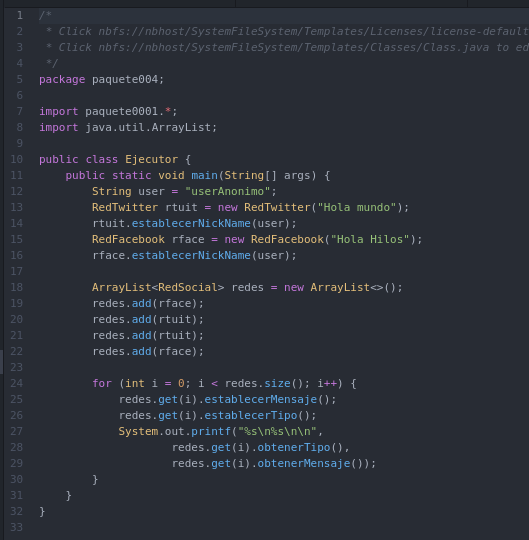 1 /*
2  * Click nbfs://nbhost/SystemFileSystem/Templates/Licenses/license-default
3  * Click nbfs://nbhost/SystemFileSystem/Templates/Classes/Class.java to ed
4  */
5 package paquete004;
6
7 import paquete0001.*;
8 import java.util.ArrayList;
9
10 public class Ejecutor {
11     public static void main(String[] args) {
12         String user = "userAnonimo";
13         RedTwitter rtuit = new RedTwitter("Hola mundo");
14         rtuit.establecerNickName(user);
15         RedFacebook rface = new RedFacebook("Hola Hilos");
16         rface.establecerNickName(user);
17
18         ArrayList<RedSocial> redes = new ArrayList<>();
19         redes.add(rface);
20         redes.add(rtuit);
21         redes.add(rtuit);
22         redes.add(rface);
23
24         for (int i = 0; i < redes.size(); i++) {
25             redes.get(i).establecerMensaje();
26             redes.get(i).establecerTipo();
27             System.out.printf("%s\n%s\n\n",
28                     redes.get(i).obtenerTipo(),
29                     redes.get(i).obtenerMensaje());
30         }
31     }
32 }
33